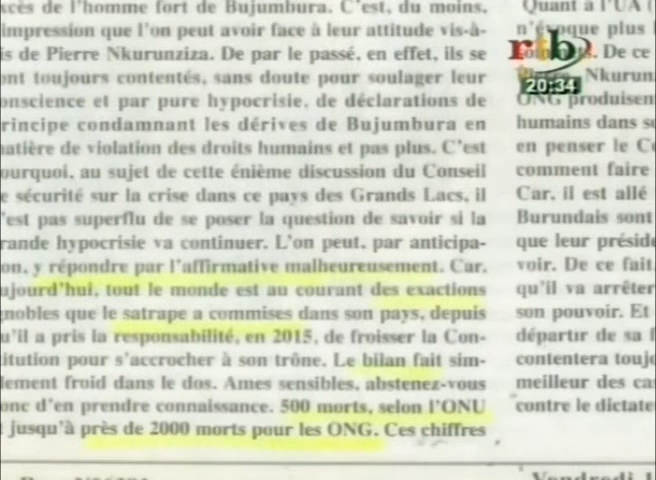 xcès de l'homme fort de Bujumbura. C'est, du moins,
impression que l'on peut avoir face à leur attitude vis-à-
is de Pierre Nkurunziza. De par le passé, en effet, ils se
ont toujours contentés, sans doute pour soulager leur
onscience et par pure hypocrisie, de déclarations de
rincipe condamnant les dérives de Bujumbura en
matière de violation des droits humains et pas plus. C'est
ourquoi, au sujet de cette énième discussion du Conseil
e sécurité sur la crise dans ce pays des Grands Lacs, il
'est pas superflu de se poser la question de savoir si la
rande hypocrisie va continuer. L'on peut, par anticipa-
on, y répondre par l'affirmative malheureusement. Car,
ujourd'hui, tout le monde est au courant des exactions
gnobles que le satrape a commises dans son pays, depuis
u'il a pris la responsabilité, en 2015, de froisser la Con-
titution pour s'accrocher à son trône. Le bilan fait sim-
lement froid dans le dos. Ames sensibles, abstenez-vous
onc d'en prendre connaissance. 500 morts, selon l'ONU
t jusqu'à près de 2000 morts pour les ONG. Ces chiffres
Quant à l'UA (
n'évoque plus
De ce
Nkurun
ONG produisen
humains dans s
en penser le C
comment faire
Car, il est allé
Burundais sont
que leur préside
voir. De ce fait,
qu'il va arrêter
son pouvoir. Et
départir de sa f
contentera toujo
meilleur des cas
contre le dictate
Vendredi 1
rtb
20:34